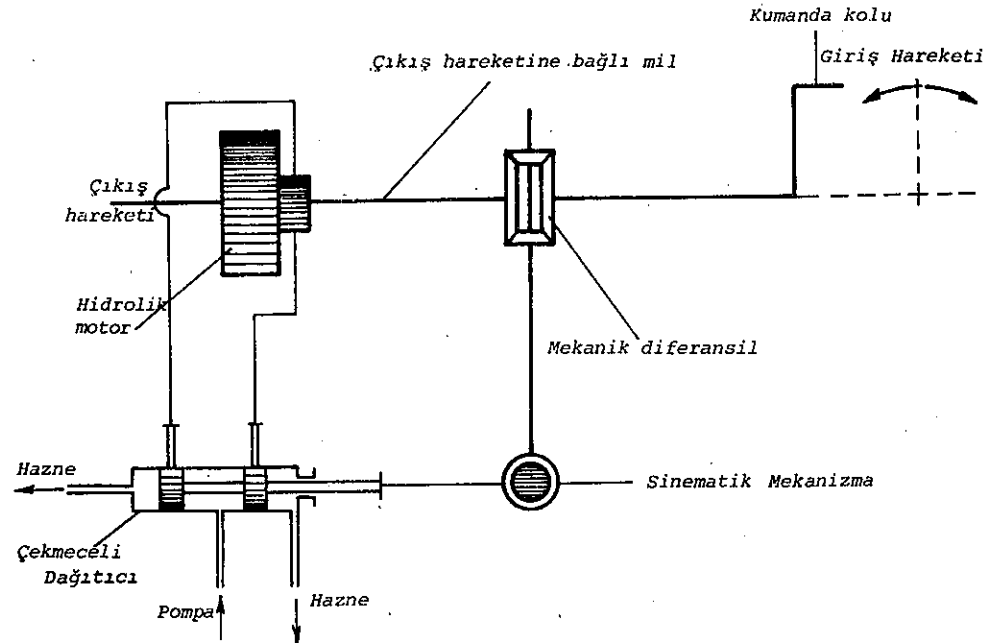 Kumanda kolu
Giriş Hareketi
Çıkış hareketine bağlı mil
Çıkış
hareketi
Hidrolik
motor
Mekanik diferansil
Hazne
Sinematik Mekanizma
Çekmeceli
Dağıtıcı
Pompa
Hazne